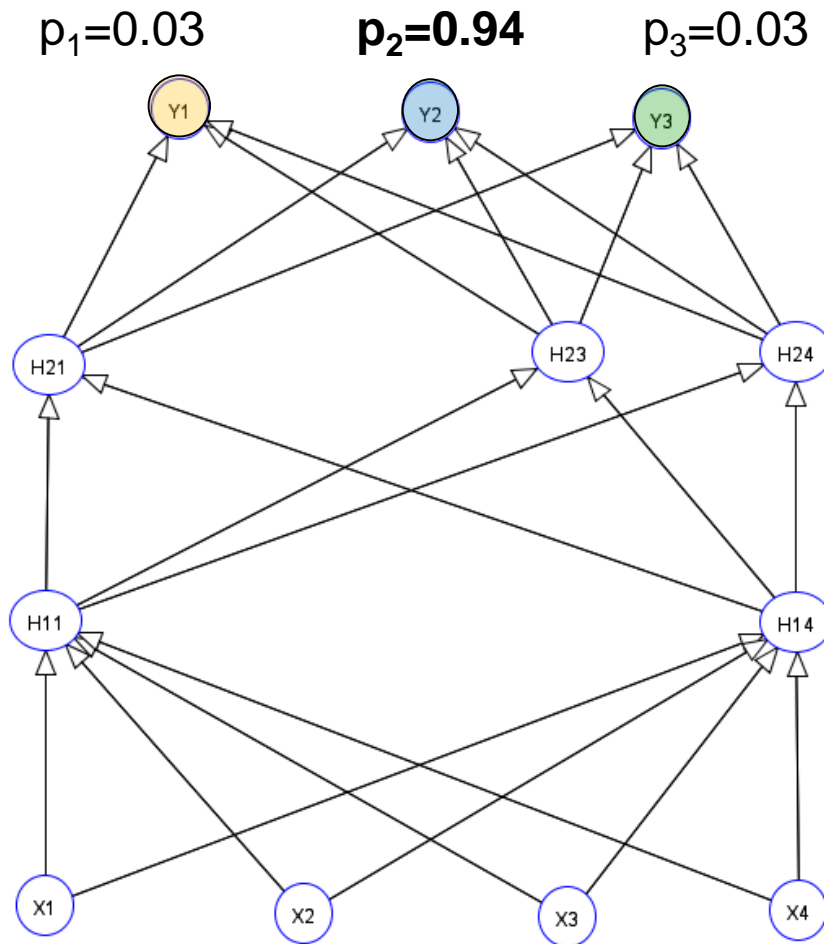 p₁=0.03 p₂=0.94 p₃=0.03
Y1 Y2 Y3
H21 H23 H24
H11 H14
X1 X2 X3 X4